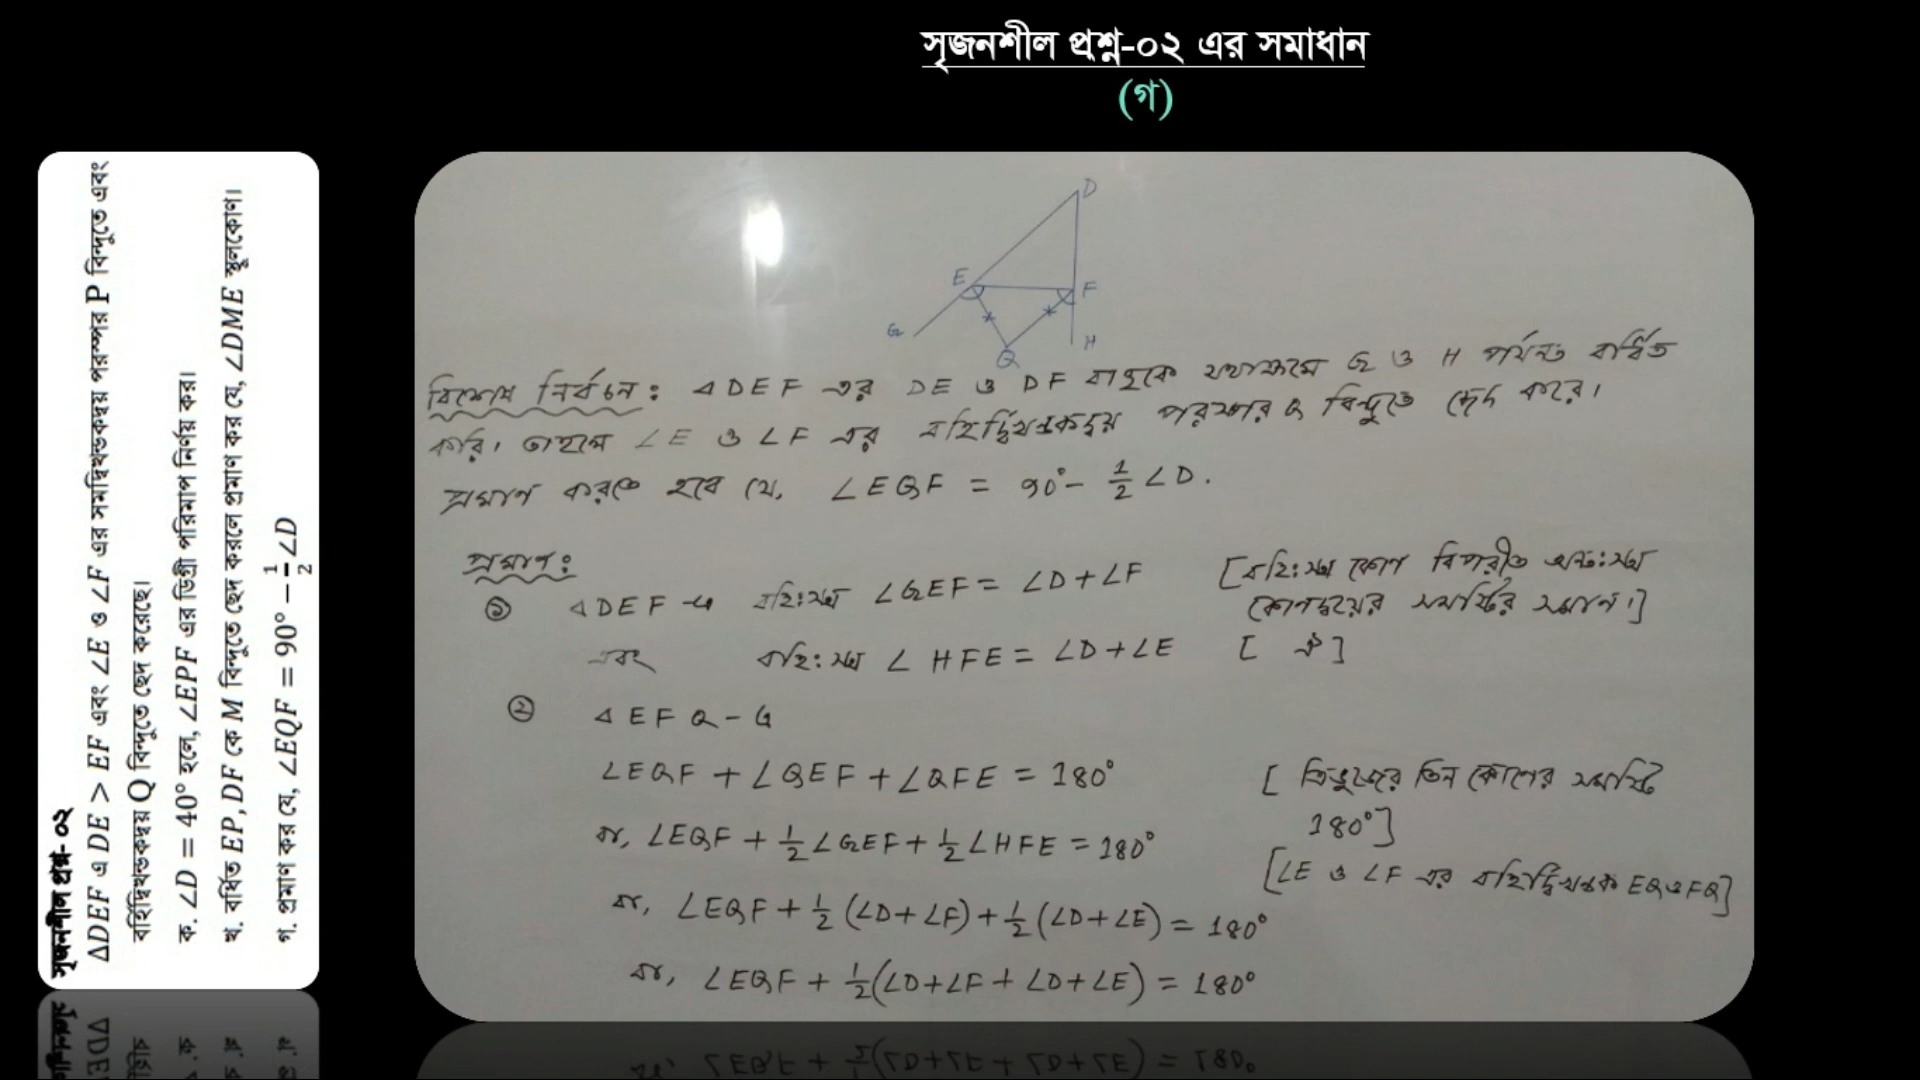 সৃজনশীল প্রশ্ন-০২ এর সমাধান
(গ)
সৃজনশীল প্রশ্ন- ০২
ΔDEF এ DE > EF এবং ∠E ও ∠F এর সমদ্বিখন্ডকদ্বয় পরস্পর P বিন্দুতে এবং
বহির্দ্বিখন্ডকদ্বয় Q বিন্দুতে ছেদ করেছে।
ক. ∠D = 40° হলে, ∠EPF এর ডিগ্রী পরিমাপ নির্ণয় কর।
খ. বর্ধিত EP, DF কে M বিন্দুতে ছেদ করলে প্রমাণ কর যে, ∠DME স্থুলকোণ।
গ. প্রমাণ কর যে, ∠EQF = 90° − 1/2 ∠D
D
E
F
G
H
Q
বিশেষ নির্বচন: ΔDEF এর DE ও DF বাহুকে যথাক্রমে G ও H পর্যন্ত বর্ধিত
করি। তাহলে ∠E ও ∠F এর বহির্দ্বিখন্ডকদ্বয় পরস্পর Q বিন্দুতে ছেদ করে।
প্রমাণ করতে হবে যে, ∠EQF = 90° − 1/2 ∠D.
প্রমাণ:
① ΔDEF-এ বহি:স্থ ∠GEF = ∠D + ∠F [বহি:স্থ কোণ বিপরীত অন্ত:স্থ
কোণদ্বয়ের সমষ্টির সমান।]
এবং বহি:স্থ ∠HFE = ∠D + ∠E [ঐ]
② ΔEFQ-এ
∠EQF + ∠QEF + ∠QFE = 180° [ত্রিভুজের তিন কোণের সমষ্টি
180°]
বা, ∠EQF + 1/2 ∠GEF + 1/2 ∠HFE = 180° [∠E ও ∠F এর বহির্দ্বিখন্ডক EQ ও FQ]
বা, ∠EQF + 1/2 (∠D + ∠F) + 1/2 (∠D + ∠E) = 180°
বা, ∠EQF + 1/2 (∠D + ∠F + ∠D + ∠E) = 180°